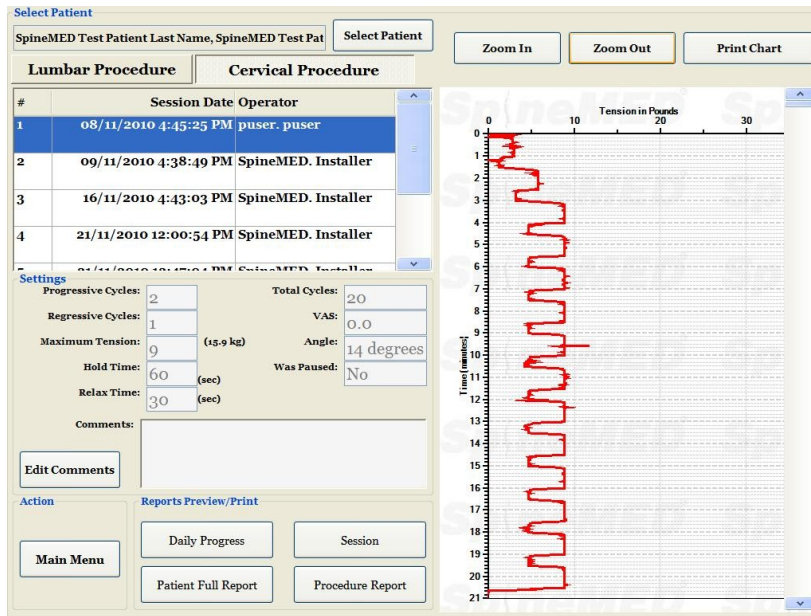 Select Patient
SpineMED Test Patient Last Name, SpineMED Test Pat
Select Patient
Zoom In
Zoom Out
Print Chart
Lumbar Procedure
Cervical Procedure
# Session Date Operator
1 08/11/2010 4:45:25 PM puser. puser
2 09/11/2010 4:38:49 PM SpineMED. Installer
3 16/11/2010 4:43:03 PM SpineMED. Installer
4 21/11/2010 12:00:54 PM SpineMED. Installer
Settings
Progressive Cycles: 2
Total Cycles: 20
Regressive Cycles: 1
VAS: 0.0
Maximum Tension: 9 (15.9 kg)
Angle: 14 degrees
Hold Time: 60 (sec)
Was Paused: No
Relax Time: 30 (sec)
Comments:
Edit Comments
Action
Main Menu
Reports Preview/Print
Daily Progress
Session
Patient Full Report
Procedure Report
SpineMED
Tension in Pounds
0 10 20 30
Time (minutes)
0
1
2
3
4
5
6
7
8
9
10
11
12
13
14
15
16
17
18
19
20
21